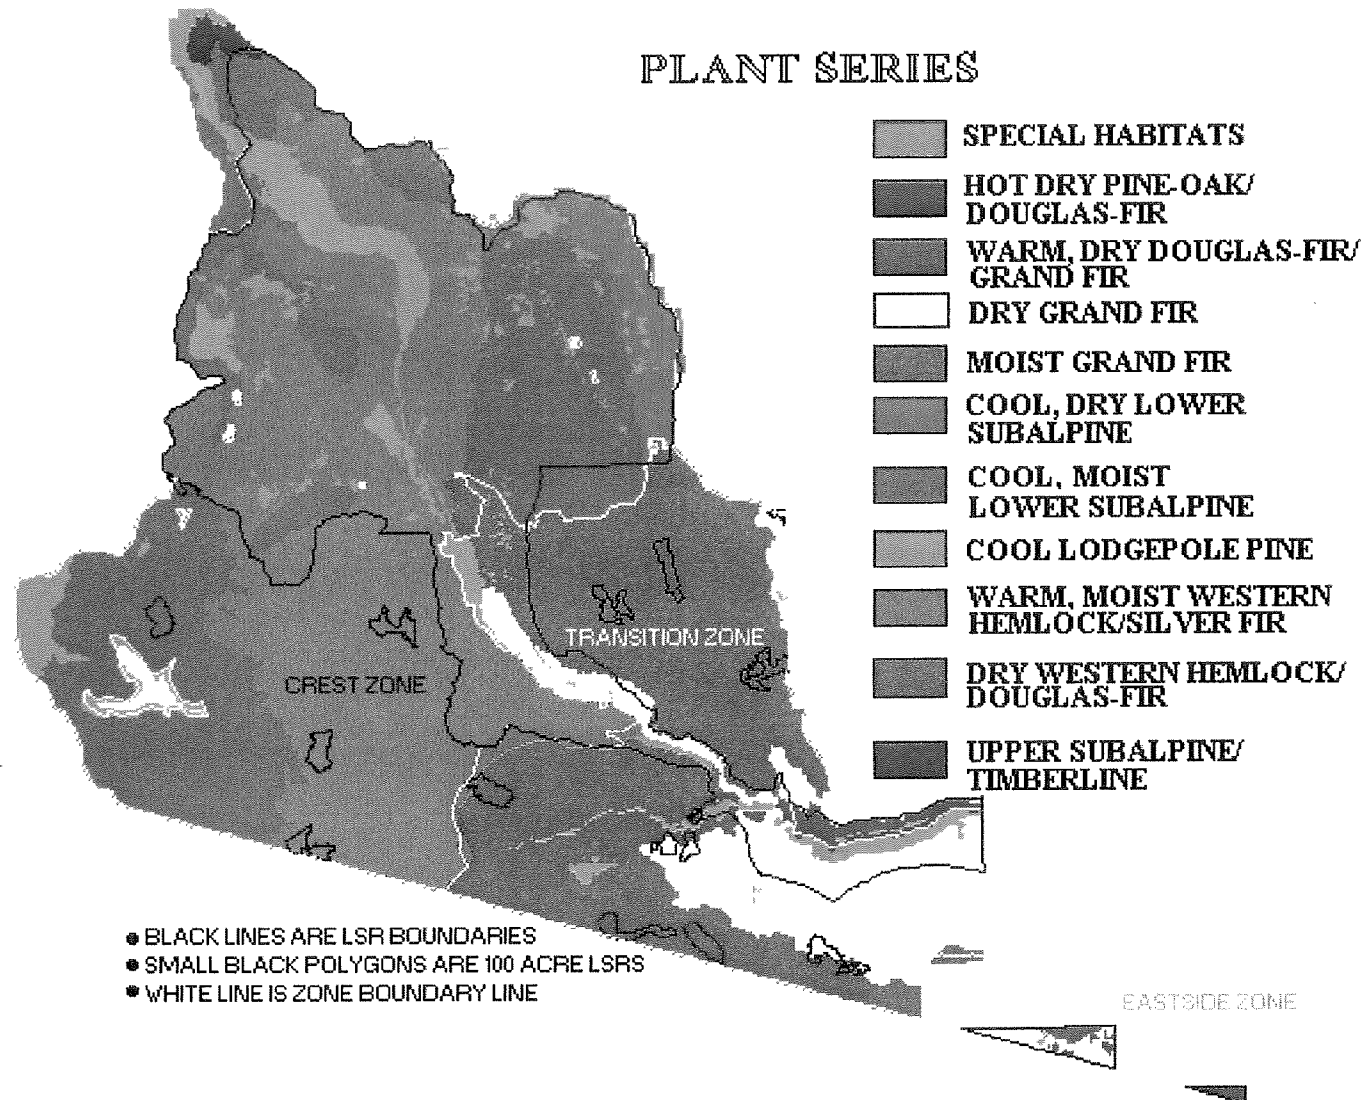 PLANT SERIES
SPECIAL HABITATS
HOT DRY PINE-OAK/
DOUGLAS-FIR
WARM, DRY DOUGLAS-FIR/
GRAND FIR
DRY GRAND FIR
MOIST GRAND FIR
COOL, DRY LOWER
SUBALPINE
COOL, MOIST
LOWER SUBALPINE
COOL LODGEPOLE PINE
WARM, MOIST WESTERN
HEMLOCK/SILVER FIR
DRY WESTERN HEMLOCK/
DOUGLAS-FIR
UPPER SUBALPINE/
TIMBERLINE
TRANSITION ZONE
CREST ZONE
● BLACK LINES ARE LSR BOUNDARIES
● SMALL BLACK POLYGONS ARE 100 ACRE LSRS
● WHITE LINE IS ZONE BOUNDARY LINE
EASTSIDE ZONE